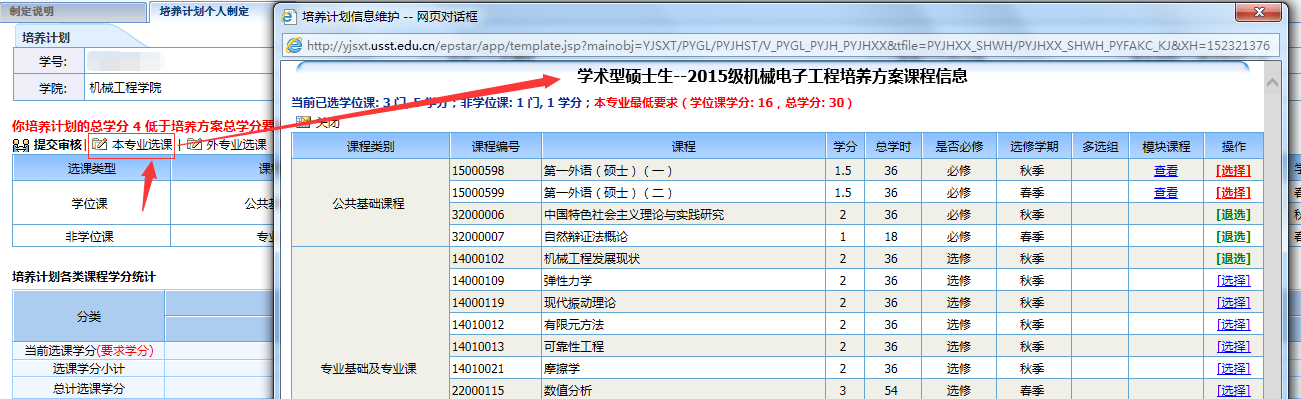 制定说明
培养计划个人制定
培养计划
学号:
学院: 机械工程学院
你培养计划的总学分 4 低于培养方案总学分要
提交审核| 本专业选课 | 外专业选课
选课类型
学位课 公共基
非学位课 专业
培养计划各类课程学分统计
分类
当前选课学分(要求学分)
选课学分小计
总计选课学分
培养计划信息维护 -- 网页对话框
http://yjsxt.usst.edu.cn/epstar/app/template.jsp?mainobj=YJSXT/PYGL/PYJHST/V_PYGL_PYJH_PYJHXX&tfile=PYJHXX_SHWH/PYJHXX_SHWH_PYFAKC_KJ&XH=152321376
学术型硕士生--2015级机械电子工程培养方案课程信息
当前已选学位课: 3 门, 5 学分；非学位课: 1 门, 1 学分；本专业最低要求（学位课学分: 16，总学分: 30）
关闭
课程类别 课程编号 课程 学分 总学时 是否必修 选修学期 多选组 模块课程 操作
公共基础课程
15000598 第一外语（硕士）（一） 1.5 36 必修 秋季 查看 [选择]
15000599 第一外语（硕士）（二） 1.5 36 必修 春季 查看 [选择]
32000006 中国特色社会主义理论与实践研究 2 36 必修 秋季 [退选]
32000007 自然辩证法概论 1 18 必修 春季 [退选]
专业基础及专业课
14000102 机械工程发展现状 2 36 选修 秋季 [退选]
14000109 弹性力学 2 36 选修 秋季 [选择]
14000119 现代振动理论 2 36 选修 秋季 [选择]
14010012 有限元方法 2 36 选修 秋季 [选择]
14010013 可靠性工程 2 36 选修 秋季 [选择]
14010021 摩擦学 2 36 选修 秋季 [选择]
22000115 数值分析 3 54 选修 春季 [选择]